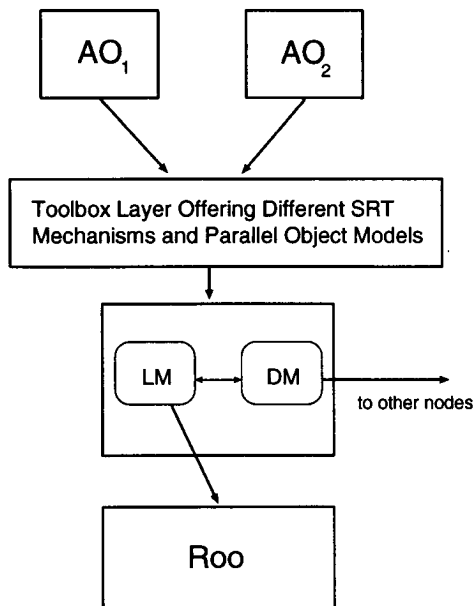 AO₁
AO₂
Toolbox Layer Offering Different SRT
Mechanisms and Parallel Object Models
LM
DM
to other nodes
Roo